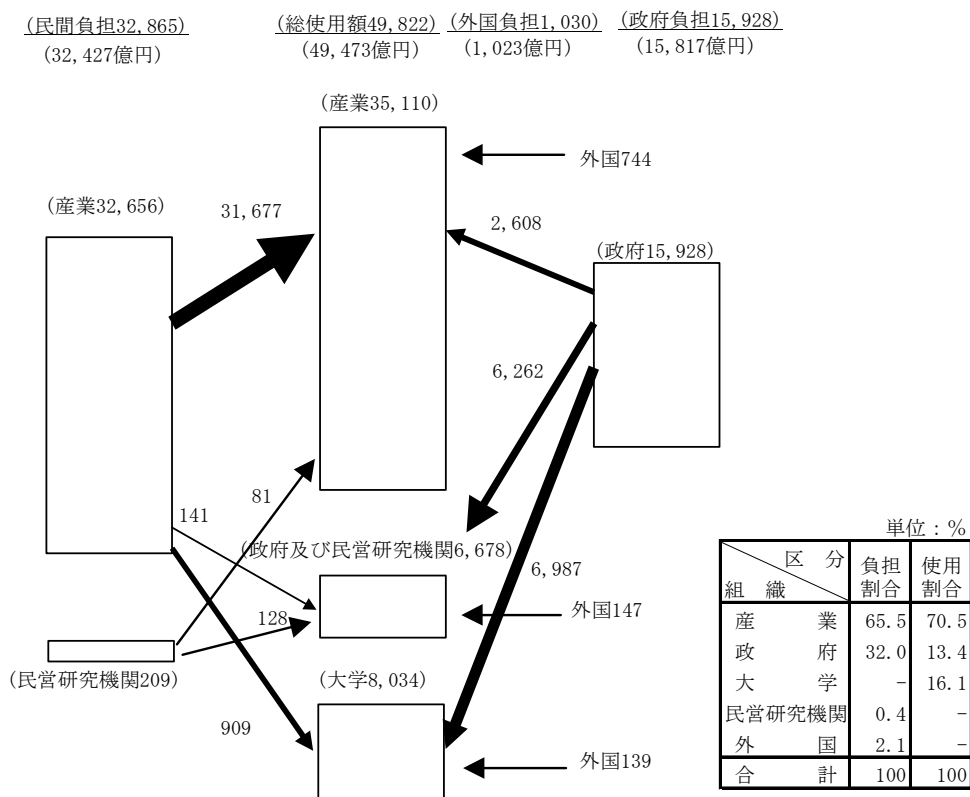 (民間負担32,865)
(32,427億円)
(総使用額49,822)
(49,473億円)
(外国負担1,030)
(1,023億円)
(政府負担15,928)
(15,817億円)
(産業35,110)
外国744
(産業32,656)
31,677
2,608
(政府15,928)
6,262
81
141
(政府及び民営研究機関6,678)
6,987
128
外国147
(民営研究機関209)
(大学8,034)
909
外国139
単位:%
区 分 負担割合 使用割合
組 織
産 業 65.5 70.5
政 府 32.0 13.4
大 学 - 16.1
民営研究機関 0.4 -
外 国 2.1 -
合 計 100 100